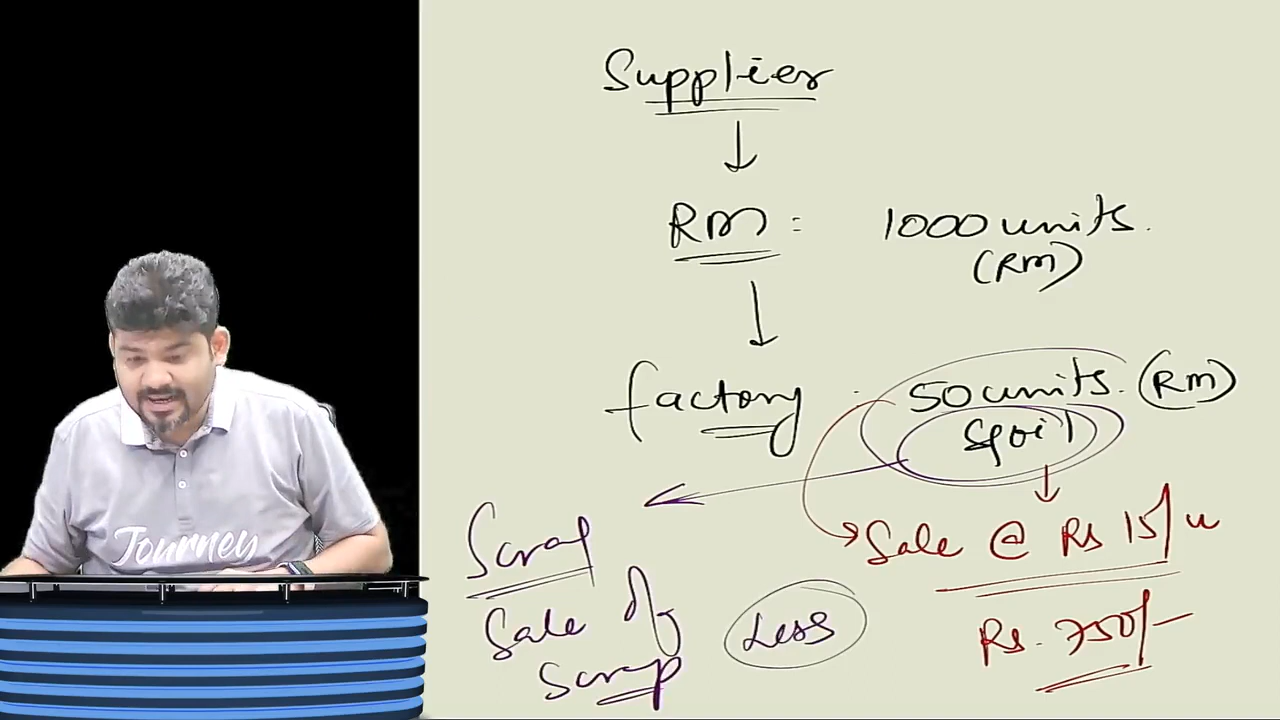 Supplier
RM : 1000 units.
(RM)
factory . 50 units. (RM)
Spoil
Scrap
Sale @ Rs 15/u
Sale of
Scrap
Less
Rs. 750/-
Journey